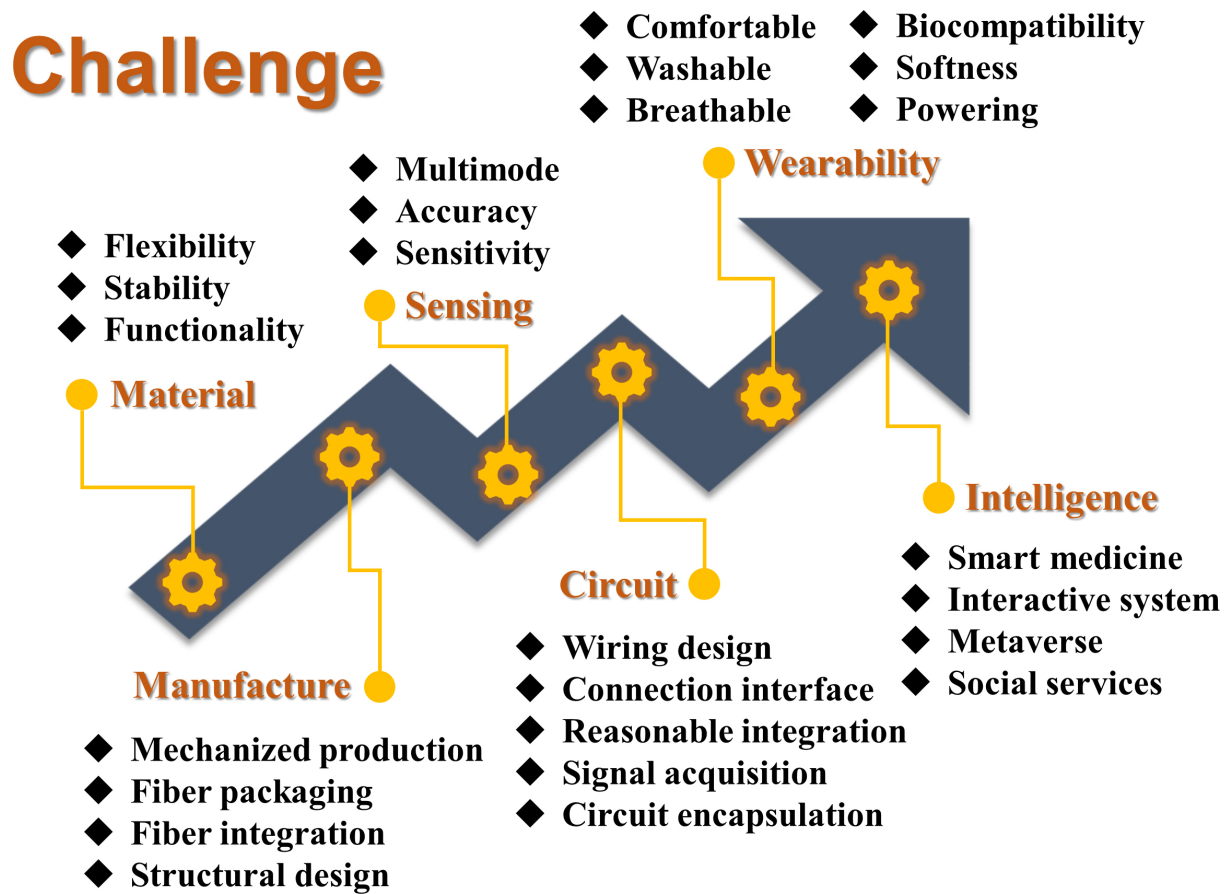 Challenge
◆ Flexibility
◆ Stability
◆ Functionality
Material
◆ Mechanized production
◆ Fiber packaging
◆ Fiber integration
◆ Structural design
Manufacture
◆ Multimode
◆ Accuracy
◆ Sensitivity
Sensing
Circuit
◆ Wiring design
◆ Connection interface
◆ Reasonable integration
◆ Signal acquisition
◆ Circuit encapsulation
◆ Comfortable
◆ Washable
◆ Breathable
◆ Biocompatibility
◆ Softness
◆ Powering
Wearability
Intelligence
◆ Smart medicine
◆ Interactive system
◆ Metaverse
◆ Social services